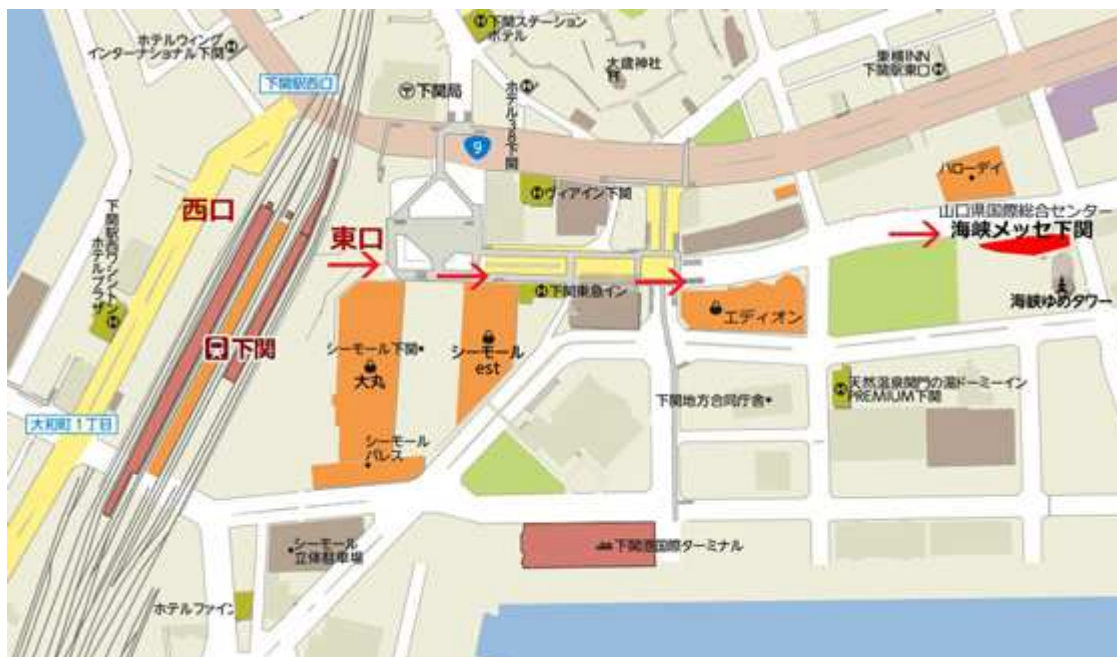 下関ステーション
ホテル
ホテルウィング
インターナショナル下関
大歳神社
東横INN
下関駅東口
下関駅西口
下関局
ホテル38下関
9
ヴィアイン下関
ハローデイ
西口
東口
山口県国際総合センター
海峡メッセ下関
下関駅西ワシントン
ホテルプラザ
下関東急イン
海峡ゆめタワー
エディオン
下関
シーモール下関
大丸
シーモール
est
天然温泉関門の湯ドーミーイン
PREMIUM下関
下関地方合同庁舎
大和町1丁目
シーモール
パレス
シーモール
立体駐車場
下関港国際ターミナル
ホテルファイン